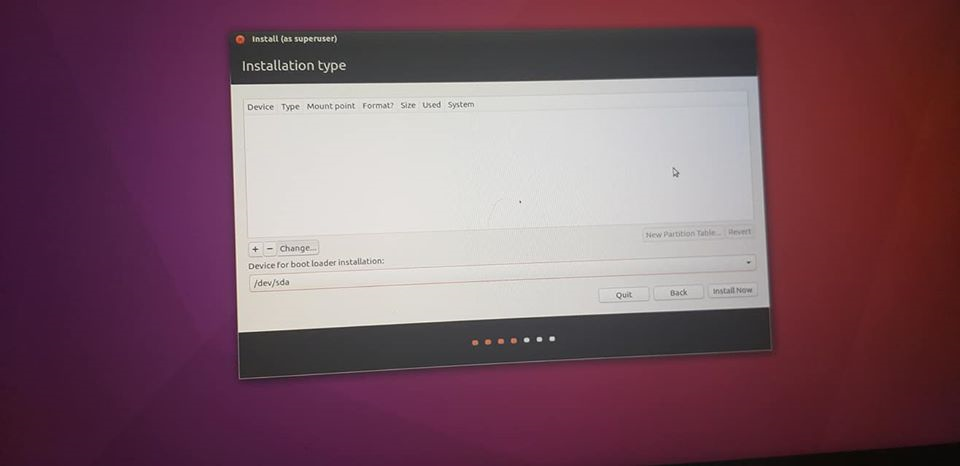 Install (as superuser)
Installation type
Device Type Mount point Format? Size Used System
+ − Change...
New Partition Table... Revert
Device for boot loader installation:
/dev/sda
Quit Back Install Now